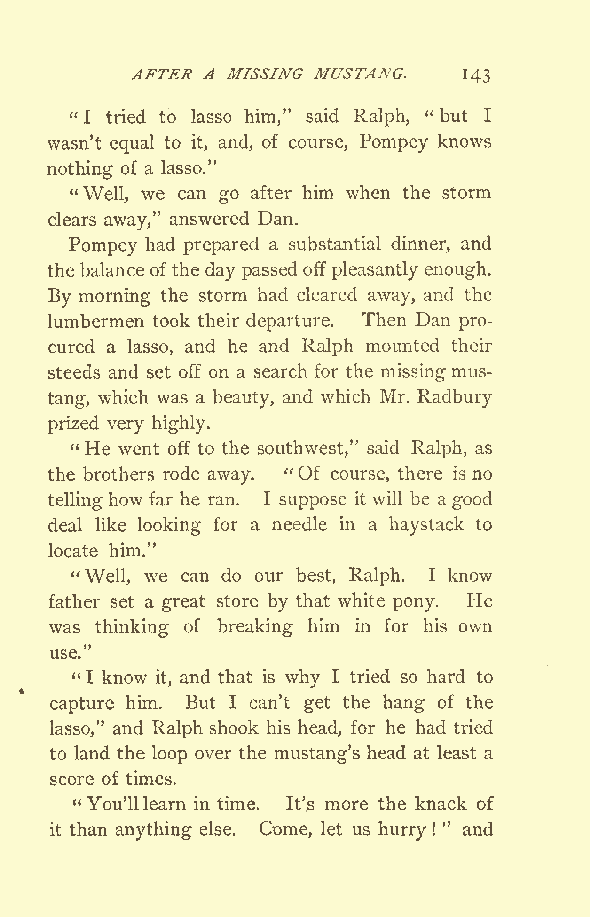 AFTER A MISSING MUSTANG. 143
"I tried to lasso him," said Ralph, "but I
wasn't equal to it, and, of course, Pompey knows
nothing of a lasso."
"Well, we can go after him when the storm
clears away," answered Dan.
Pompey had prepared a substantial dinner, and
the balance of the day passed off pleasantly enough.
By morning the storm had cleared away, and the
lumbermen took their departure. Then Dan pro-
cured a lasso, and he and Ralph mounted their
steeds and set off on a search for the missing mus-
tang, which was a beauty, and which Mr. Radbury
prized very highly.
"He went off to the southwest," said Ralph, as
the brothers rode away. "Of course, there is no
telling how far he ran. I suppose it will be a good
deal like looking for a needle in a haystack to
locate him."
"Well, we can do our best, Ralph. I know
father set a great store by that white pony. He
was thinking of breaking him in for his own
use."
"I know it, and that is why I tried so hard to
capture him. But I can't get the hang of the
lasso," and Ralph shook his head, for he had tried
to land the loop over the mustang's head at least a
score of times.
"You'll learn in time. It's more the knack of
it than anything else. Come, let us hurry!" and